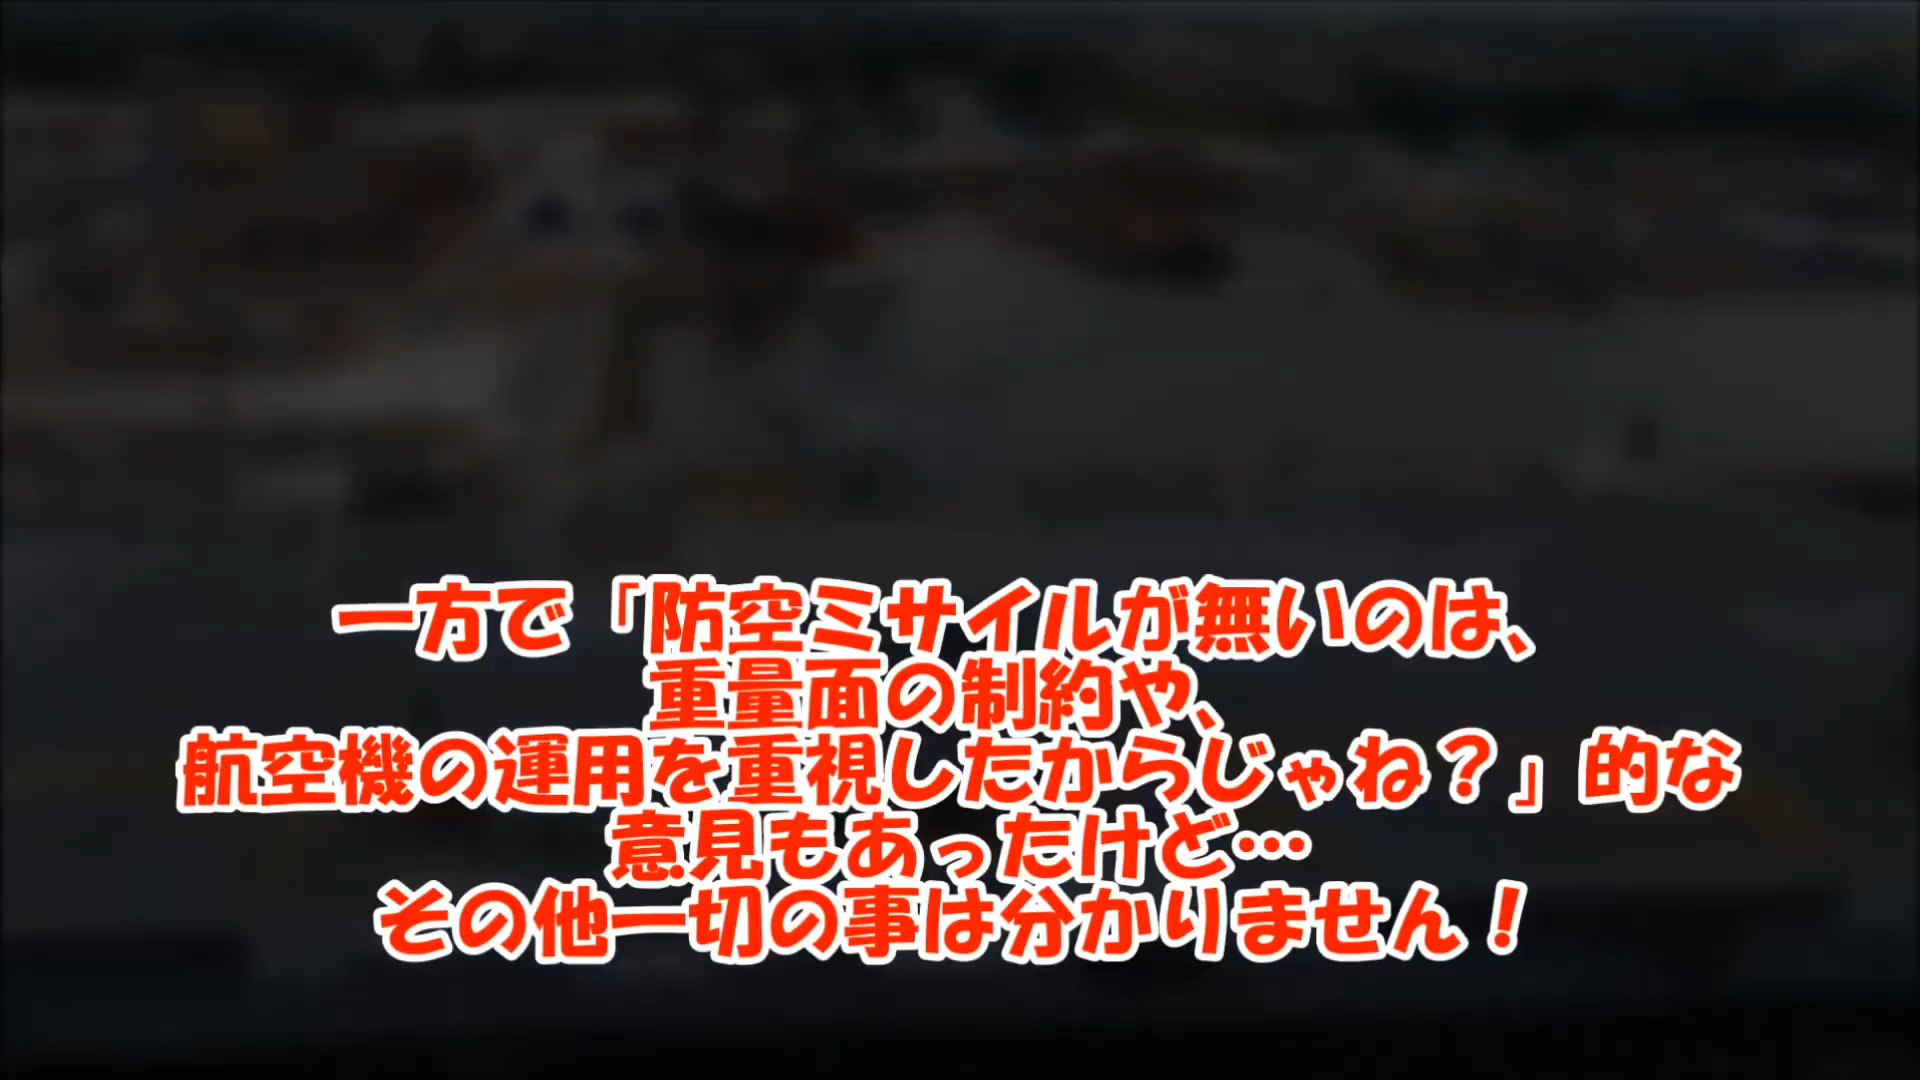 一方で「防空ミサイルが無いのは、
重量面の制約や、
航空機の運用を重視したからじゃね？」的な
意見もあったけど…
その他一切の事は分かりません！